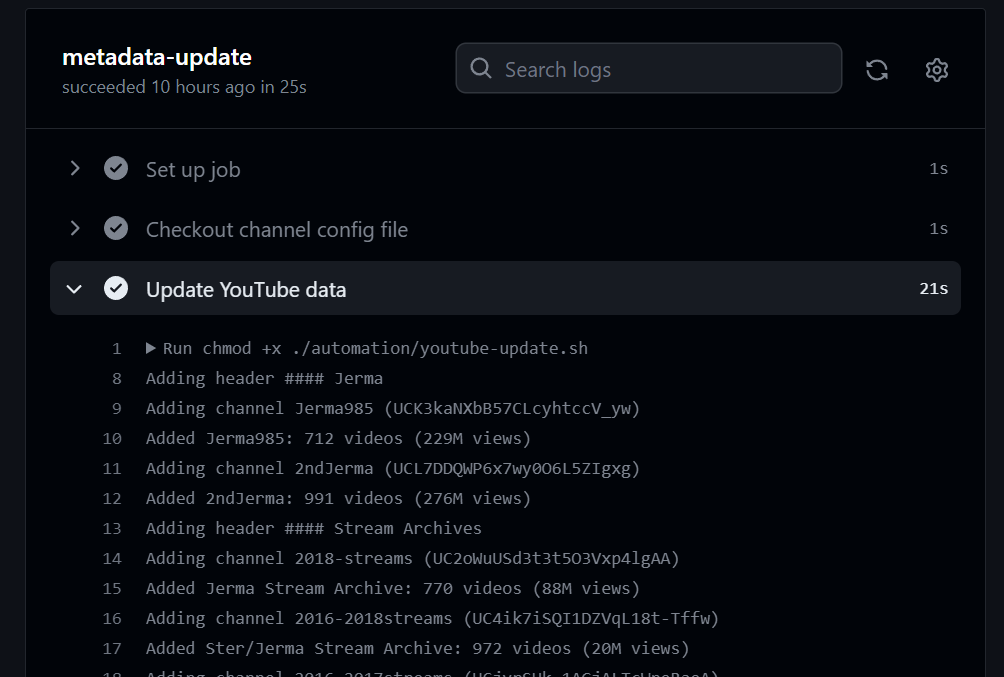 metadata-update
succeeded 10 hours ago in 25s
Search logs
Set up job 1s
Checkout channel config file 1s
Update YouTube data 21s
1 Run chmod +x ./automation/youtube-update.sh
8 Adding header #### Jerma
9 Adding channel Jerma985 (UCK3kaNXbB57CLcyhtccV_yw)
10 Added Jerma985: 712 videos (229M views)
11 Adding channel 2ndJerma (UCL7DDQWP6x7wy0O6L5ZIgxg)
12 Added 2ndJerma: 991 videos (276M views)
13 Adding header #### Stream Archives
14 Adding channel 2018-streams (UC2oWuUSd3t3t5O3Vxp4lgAA)
15 Added Jerma Stream Archive: 770 videos (88M views)
16 Adding channel 2016-2018streams (UC4ik7iSQI1DZVqL18t-Tffw)
17 Added Ster/Jerma Stream Archive: 972 videos (20M views)
18 Adding channel 2016-2017streams